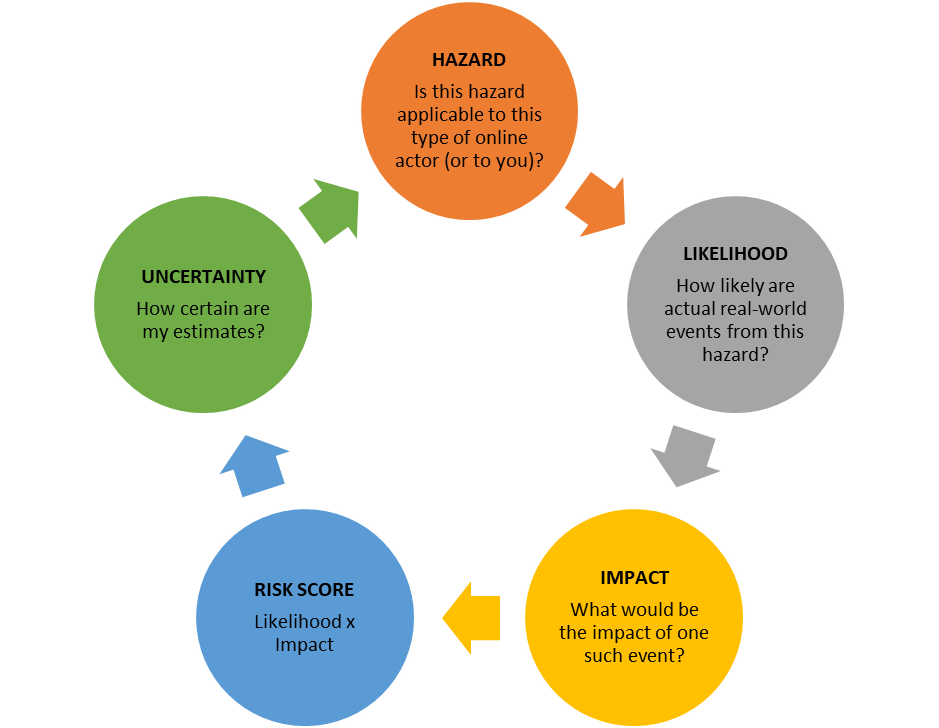 HAZARD
Is this hazard
applicable to this
type of online
actor (or to you)?
LIKELIHOOD
How likely are
actual real-world
events from this
hazard?
IMPACT
What would be
the impact of one
such event?
RISK SCORE
Likelihood x
Impact
UNCERTAINTY
How certain are
my estimates?